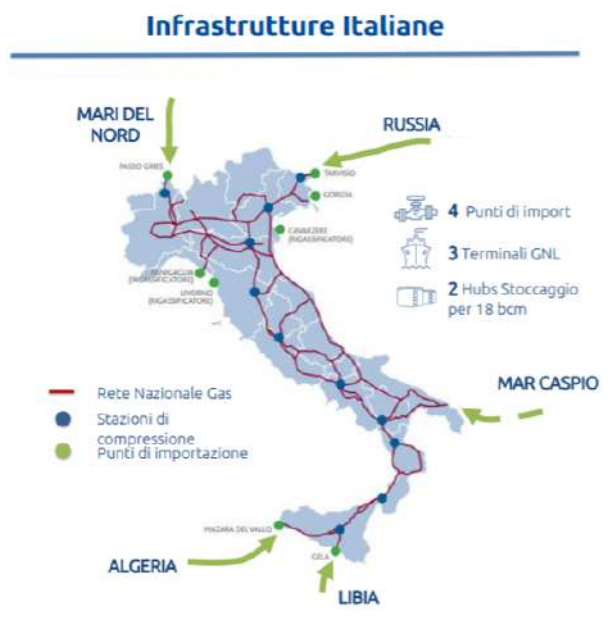 Infrastrutture Italiane
MARI DEL
NORD
RUSSIA
PASSO GRIES
TARVISIO
GORIZIA
CAVARZERE
(RIGASSIFICATORE)
4 Punti di import
3 Terminali GNL
2 Hubs Stoccaggio
per 18 bcm
PANIGAGLIA
(RIGASSIFICATORE)
LIVORNO
(RIGASSIFICATORE)
MAR CASPIO
Rete Nazionale Gas
Stazioni di
compressione
Punti di importazione
MAZARA DEL VALLO
GELA
ALGERIA
LIBIA